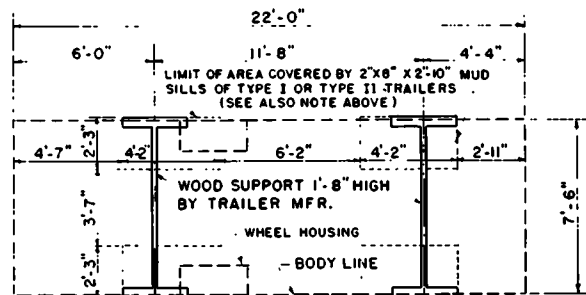 22'-0"
6'-0" 11'-8" 4'-4"
LIMIT OF AREA COVERED BY 2"X8" X 2'-10" MUD
SILLS OF TYPE I OR TYPE II TRAILERS
(SEE ALSO NOTE ABOVE)
2'-3"
4'-7" 4'-2" 6'-2" 4'-2" 2'-11"
WOOD SUPPORT 1'-8" HIGH
BY TRAILER MFR.
3'-7"
7'-6"
WHEEL HOUSING
BODY LINE
2'-3"